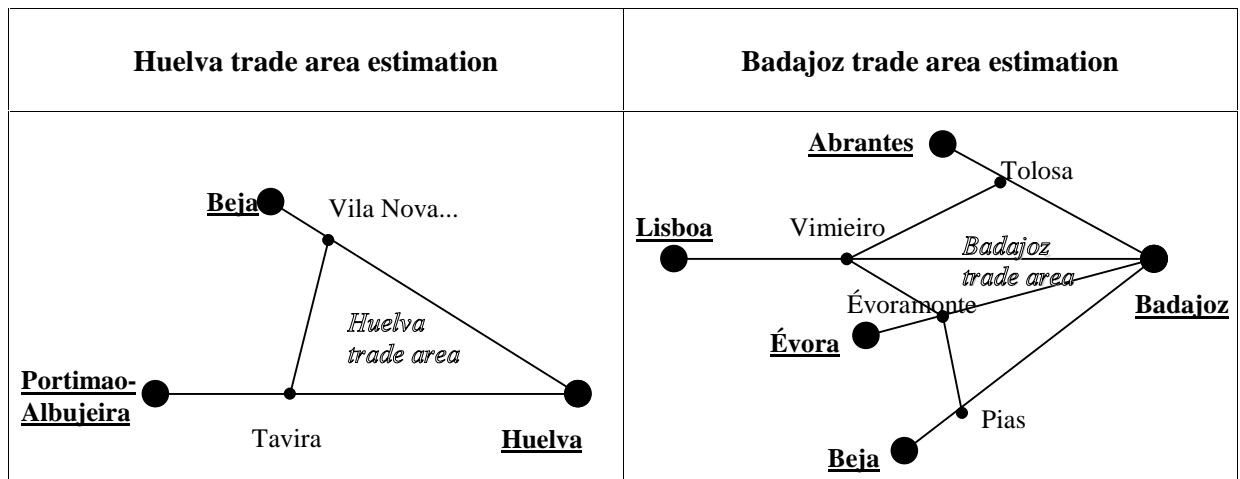 Huelva trade area estimation
Beja
Vila Nova...
Huelva
trade area
Portimao-
Albujeira
Tavira
Huelva
Badajoz trade area estimation
Abrantes
Tolosa
Lisboa
Vimieiro
Badajoz
trade area
Évoramonte
Badajoz
Évora
Pias
Beja